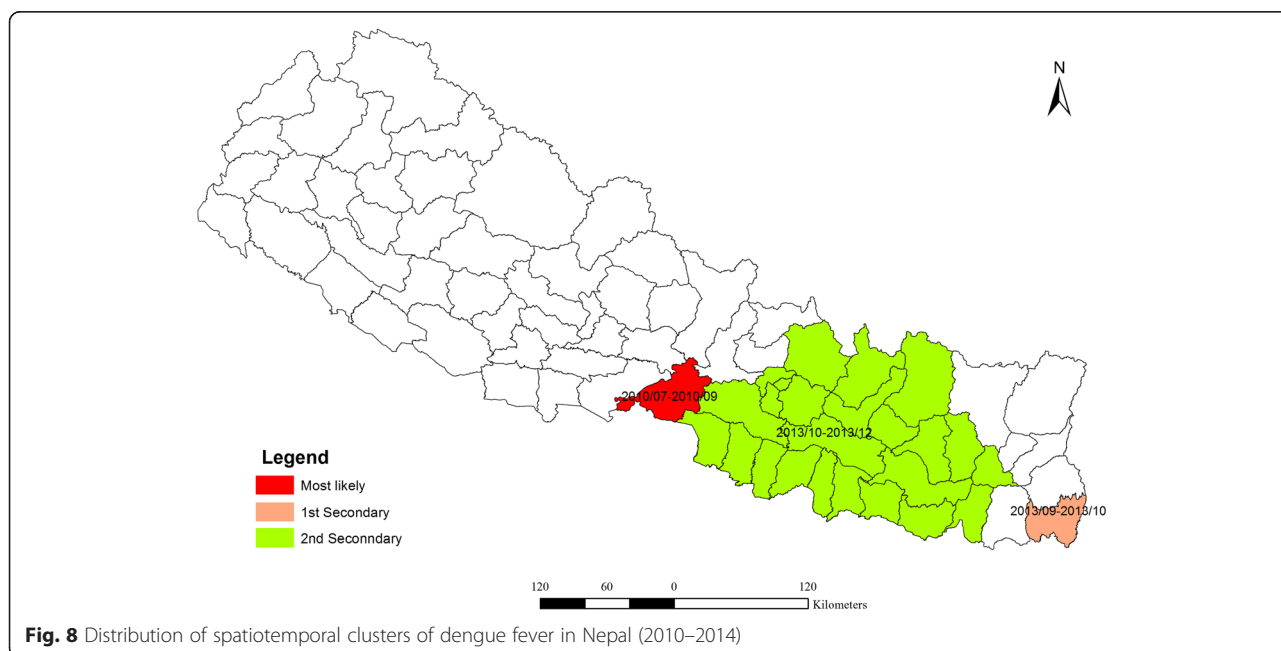 N
2010/07-2010/09
2013/10-2013/12
2013/09-2013/10
Legend
Most likely
1st Secondary
2nd Seconndary
120 60 0 120
Kilometers
Fig. 8 Distribution of spatiotemporal clusters of dengue fever in Nepal (2010–2014)